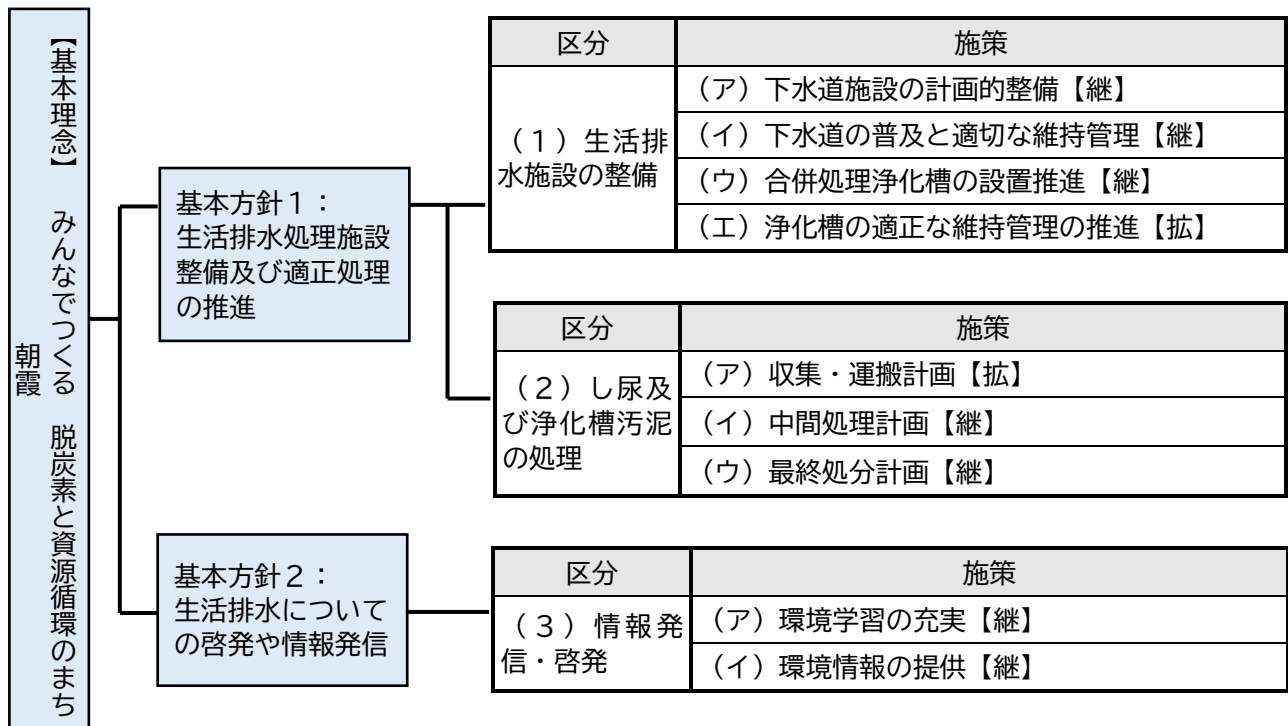 【基本理念】 みんなでつくる 脱炭素と資源循環のまち
朝霞
基本方針１：
生活排水処理施設
整備及び適正処理
の推進
区分 施策
（１）生活排
水施設の整備
（ア）下水道施設の計画的整備【継】
（イ）下水道の普及と適切な維持管理【継】
（ウ）合併処理浄化槽の設置推進【継】
（エ）浄化槽の適正な維持管理の推進【拡】
区分 施策
（２）し尿及
び浄化槽汚泥
の処理
（ア）収集・運搬計画【拡】
（イ）中間処理計画【継】
（ウ）最終処分計画【継】
基本方針２：
生活排水について
の啓発や情報発信
区分 施策
（３）情報発
信・啓発
（ア）環境学習の充実【継】
（イ）環境情報の提供【継】